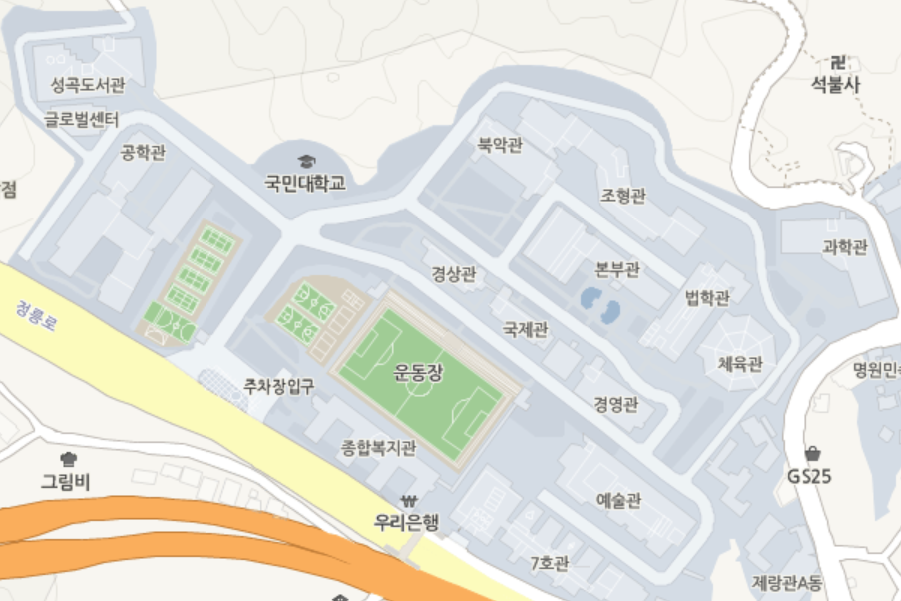 석불사
성곡도서관
글로벌센터
북악관
공학관
국민대학교
점
조형관
과학관
본부관
경상관
법학관
정릉로
국제관
체육관
운동장
명원민속
주차장입구
경영관
종합복지관
GS25
그림비
예술관
우리은행
7호관
제랑관A동